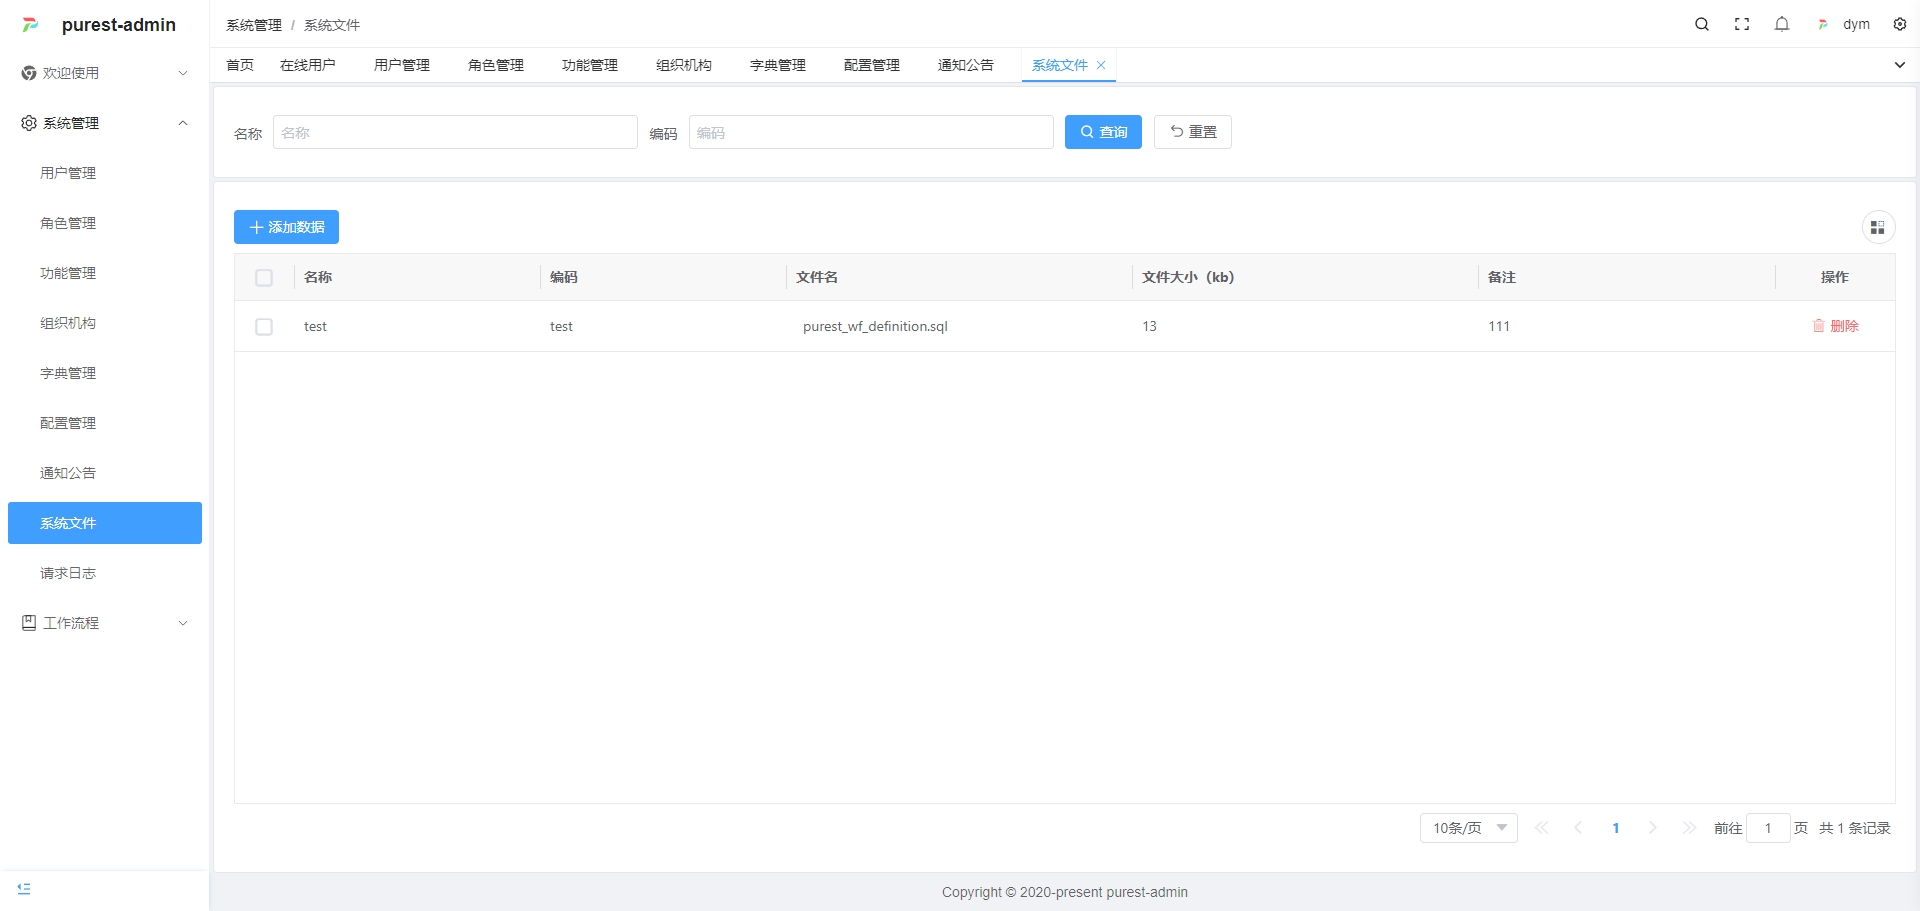 purest-admin
系统管理 / 系统文件
dym
欢迎使用
系统管理
用户管理
角色管理
功能管理
组织机构
字典管理
配置管理
通知公告
系统文件
请求日志
工作流程
首页 在线用户 用户管理 角色管理 功能管理 组织机构 字典管理 配置管理 通知公告 系统文件
名称 名称 编码 编码 查询 重置
添加数据
名称 编码 文件名 文件大小（kb） 备注 操作
test test purest_wf_definition.sql 13 111 删除
10条/页 1 前往 1 页 共 1 条记录
Copyright © 2020-present purest-admin